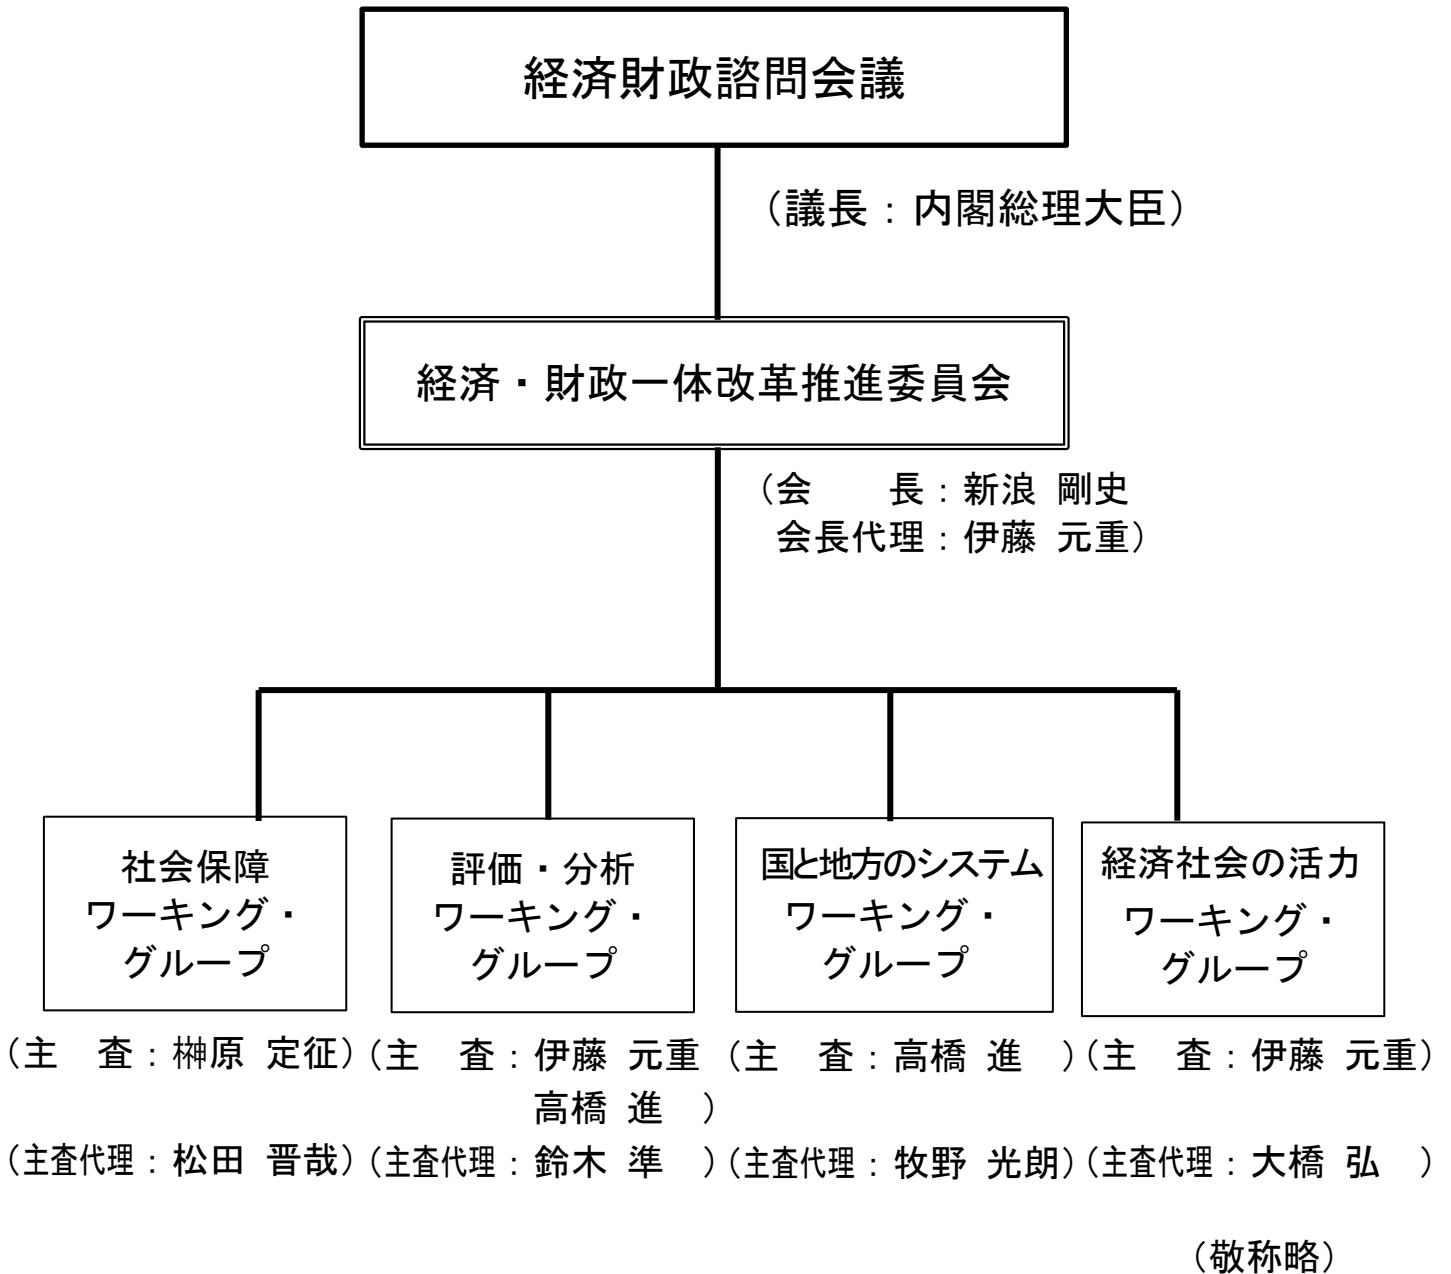 経済財政諮問会議
（議長：内閣総理大臣）
経済・財政一体改革推進委員会
（会　　長：新浪 剛史
会長代理：伊藤 元重）
社会保障
ワーキング・
グループ
（主　査：榊原 定征）
（主査代理：松田 晋哉）
評価・分析
ワーキング・
グループ
（主　査：伊藤 元重
高橋 進　）
（主査代理：鈴木 準　）
国と地方のシステム
ワーキング・
グループ
（主　査：高橋 進　）
（主査代理：牧野 光朗）
経済社会の活力
ワーキング・
グループ
（主　査：伊藤 元重）
（主査代理：大橋 弘　）
（敬称略）